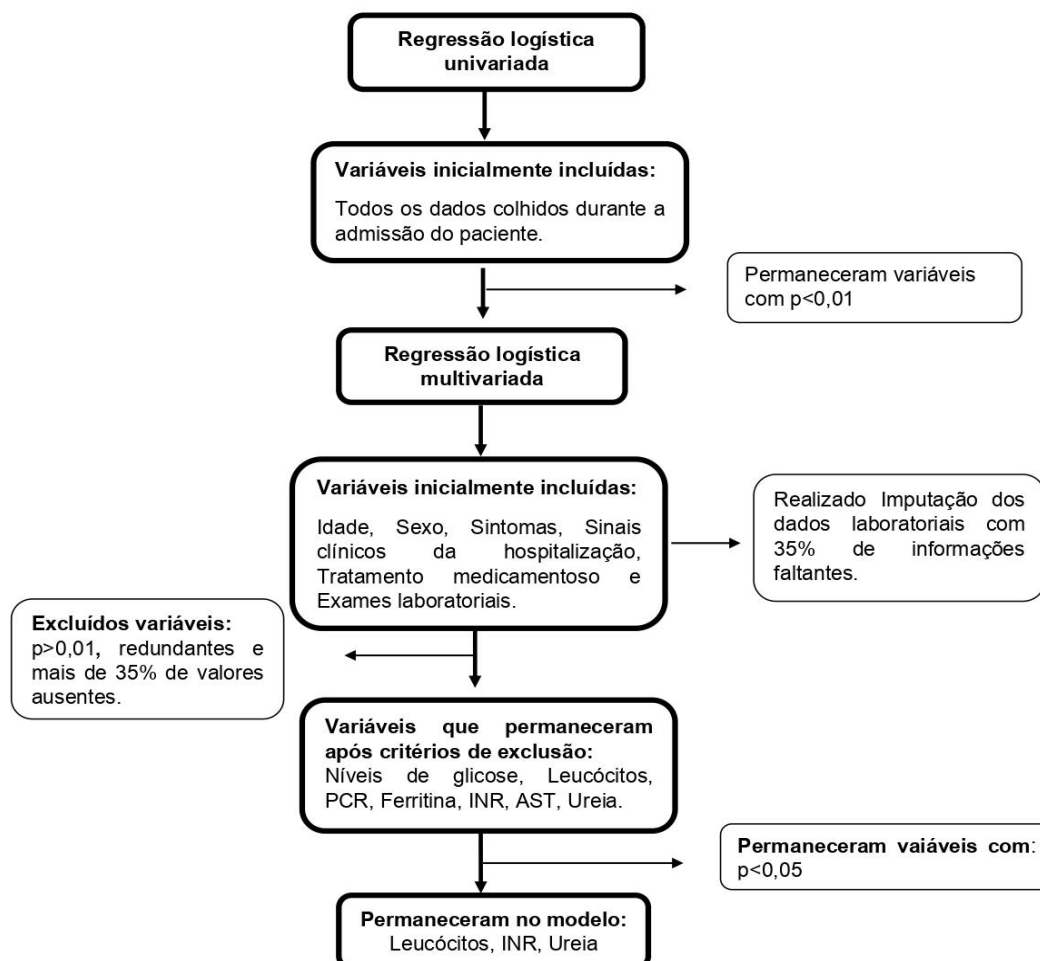 Regressão logística
univariada
Variáveis inicialmente incluídas:
Todos os dados colhidos durante a
admissão do paciente.
Permaneceram variáveis
com p<0,01
Regressão logística
multivariada
Variáveis inicialmente incluídas:
Idade, Sexo, Sintomas, Sinais
clínicos da hospitalização,
Tratamento medicamentoso e
Exames laboratoriais.
Realizado Imputação dos
dados laboratoriais com
35% de informações
faltantes.
Excluídos variáveis:
p>0,01, redundantes e
mais de 35% de valores
ausentes.
Variáveis que permaneceram
após critérios de exclusão:
Níveis de glicose, Leucócitos,
PCR, Ferritina, INR, AST, Ureia.
Permaneceram vaiáveis com:
p<0,05
Permaneceram no modelo:
Leucócitos, INR, Ureia